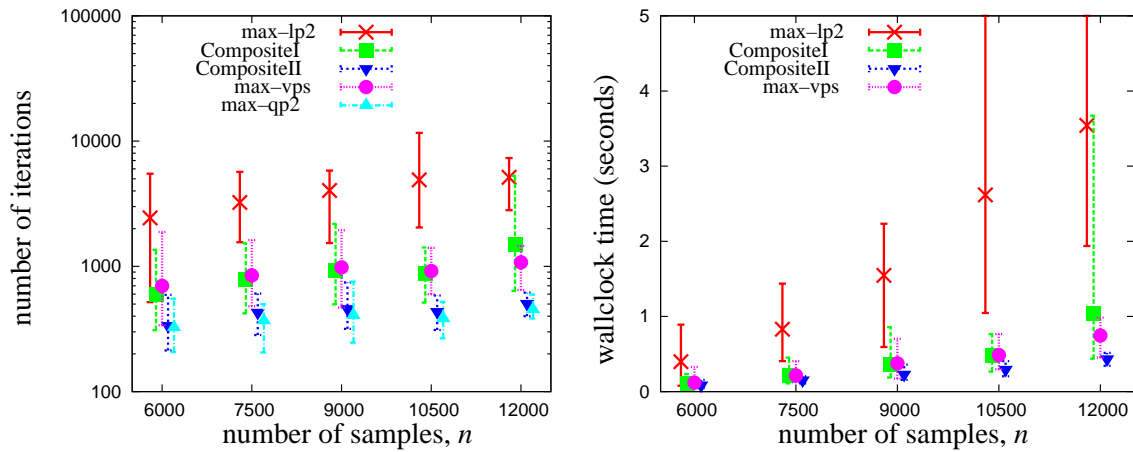 number of iterations
100000
10000
1000
100
max–lp2
CompositeI
CompositeII
max–vps
max–qp2
6000 7500 9000 10500 12000
number of samples, n
wallclock time (seconds)
5
4
3
2
1
0
max–lp2
CompositeI
CompositeII
max–vps
6000 7500 9000 10500 12000
number of samples, n